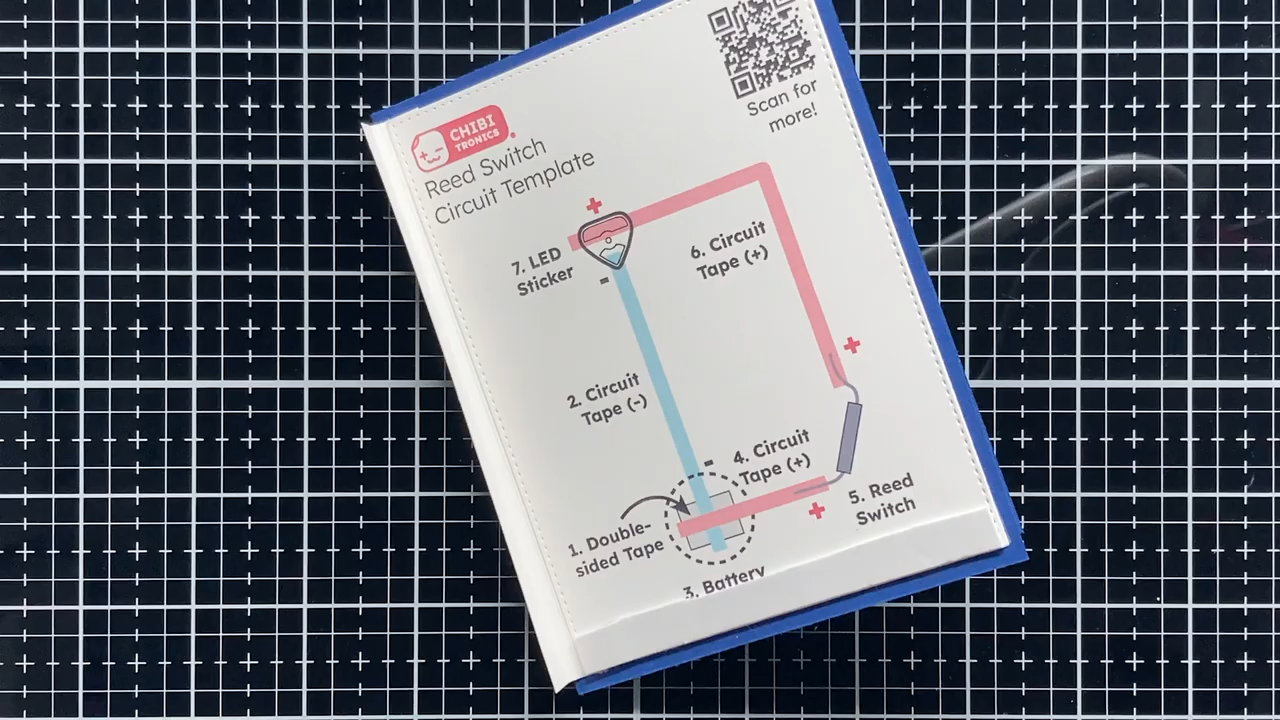 CHIBI
TRONICS
Reed Switch
Circuit Template
Scan for
more!
+
7. LED
Sticker
-
6. Circuit
Tape (+)
+
2. Circuit
Tape (-)
-
4. Circuit
Tape (+)
+
5. Reed
Switch
1. Double-
sided Tape
3. Battery